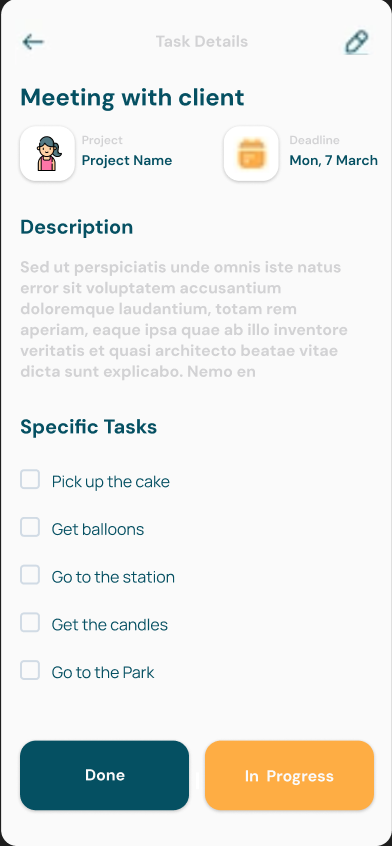 Task Details
Meeting with client
Project
Project Name
Deadline
Mon, 7 March
Description
Sed ut perspiciatis unde omnis iste natus
error sit voluptatem accusantium
doloremque laudantium, totam rem
aperiam, eaque ipsa quae ab illo inventore
veritatis et quasi architecto beatae vitae
dicta sunt explicabo. Nemo en
Specific Tasks
Pick up the cake
Get balloons
Go to the station
Get the candles
Go to the Park
Done
In Progress